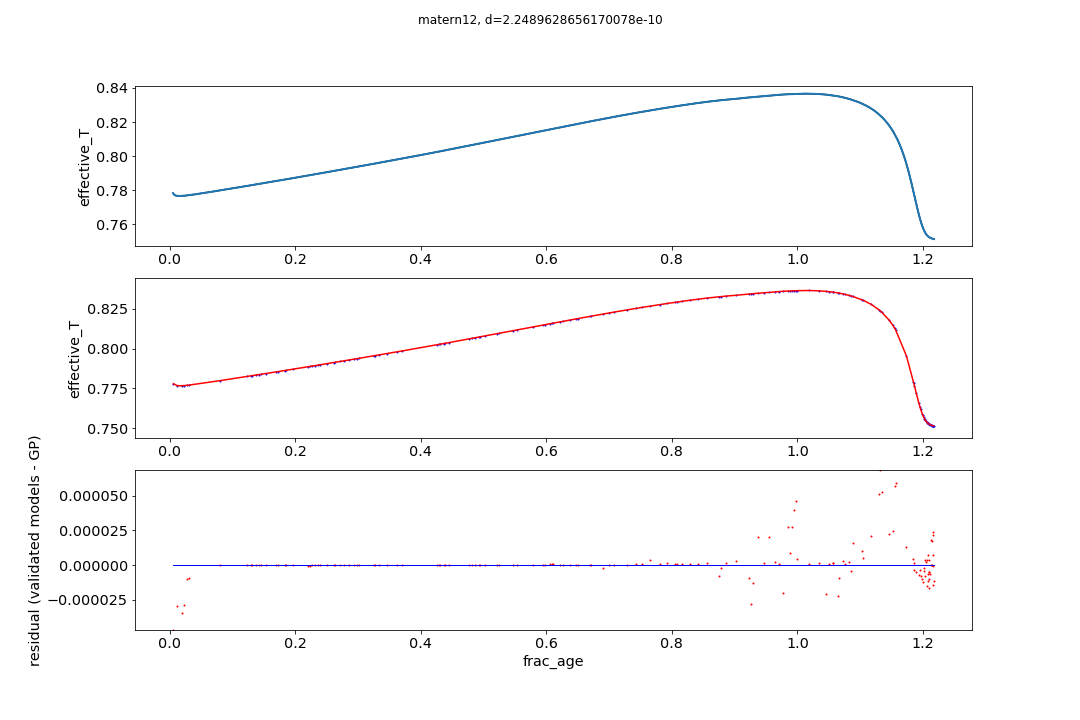 matern12, d=2.2489628656170078e-10
effective_T
0.84
0.82
0.80
0.78
0.76
0.0 0.2 0.4 0.6 0.8 1.0 1.2
effective_T
0.825
0.800
0.775
0.750
0.0 0.2 0.4 0.6 0.8 1.0 1.2
residual (validated models - GP)
0.000050
0.000025
0.000000
−0.000025
0.0 0.2 0.4 0.6 0.8 1.0 1.2
frac_age